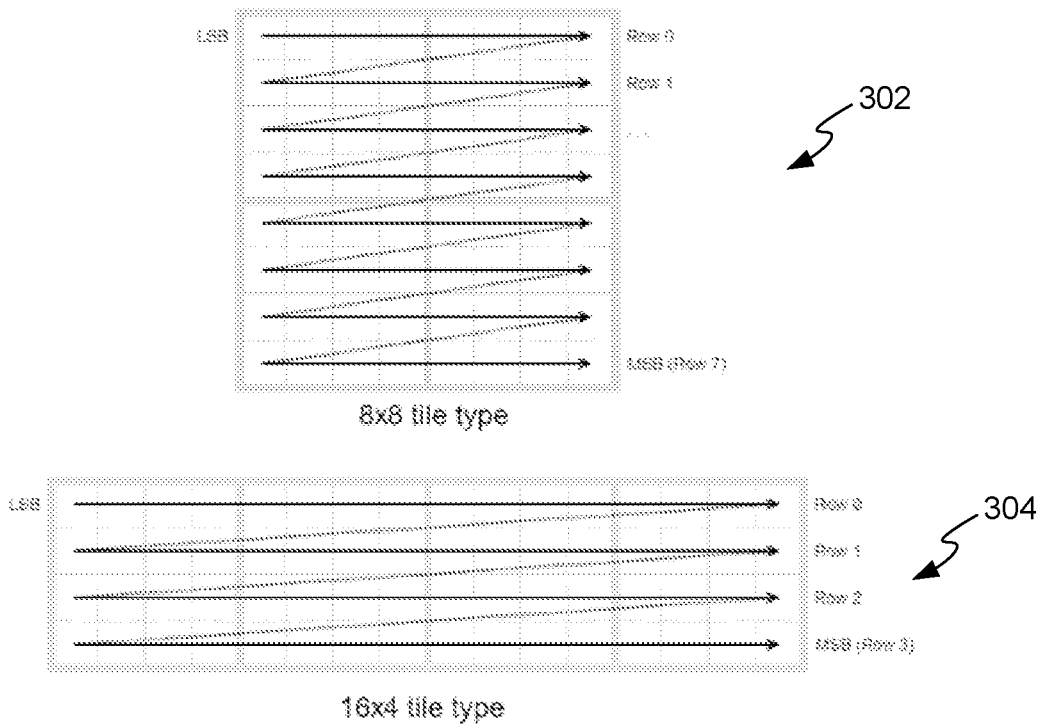 LSB
Row 0
Row 1
...
302
MSB (Row 7)
8x8 tile type
LSB
Row 0
Row 1
304
Row 2
MSB (Row 3)
16x4 tile type